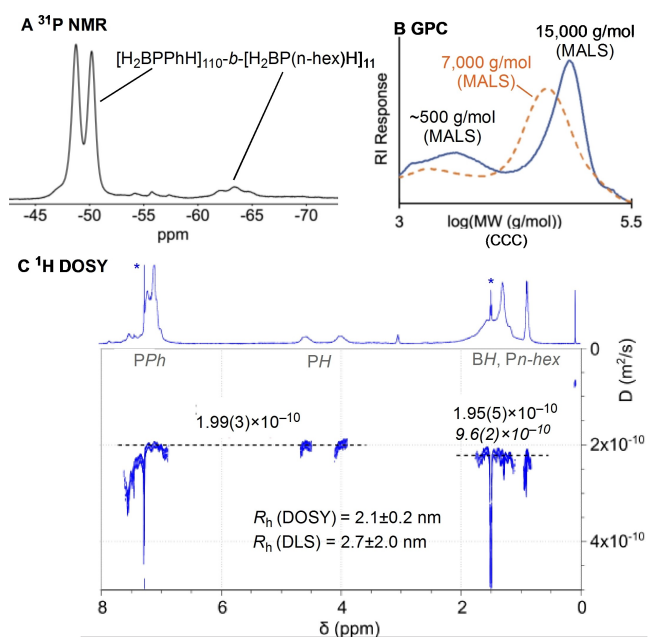 A ³¹P NMR
[H₂BPPhH]₁₁₀-b-[H₂BP(n-hex)H]₁₁
-45 -50 -55 -60 -65 -70
ppm
B GPC
15,000 g/mol
(MALS)
7,000 g/mol
(MALS)
~500 g/mol
(MALS)
RI Response
3 log(MW (g/mol)) 5.5
(CCC)
C ¹H DOSY
* *
PPh PH BH, Pn-hex
0
D (m²/s)
1.99(3)×10⁻¹⁰
1.95(5)×10⁻¹⁰
9.6(2)×10⁻¹⁰
2x10⁻¹⁰
Rₕ (DOSY) = 2.1±0.2 nm
Rₕ (DLS) = 2.7±2.0 nm
4x10⁻¹⁰
8 6 4 2 0
δ (ppm)